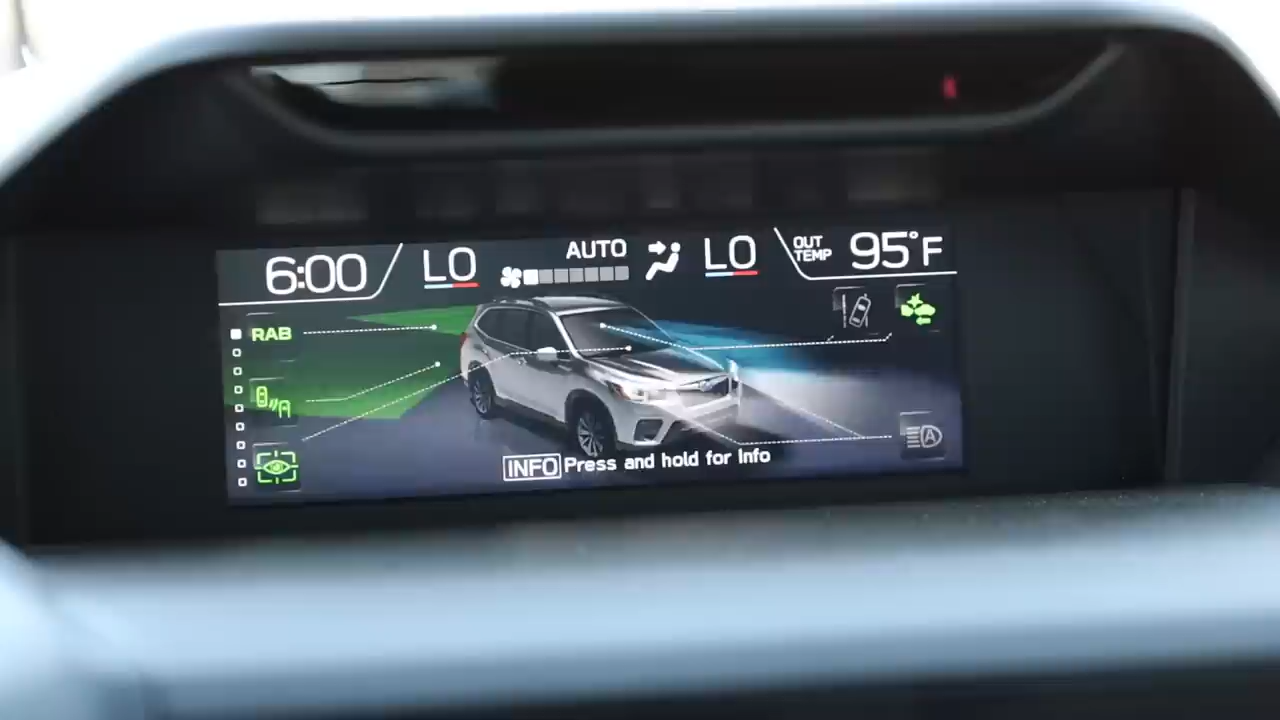 6:00
LO
AUTO
LO
OUT TEMP
95°F
RAB
A
A
INFO Press and hold for Info